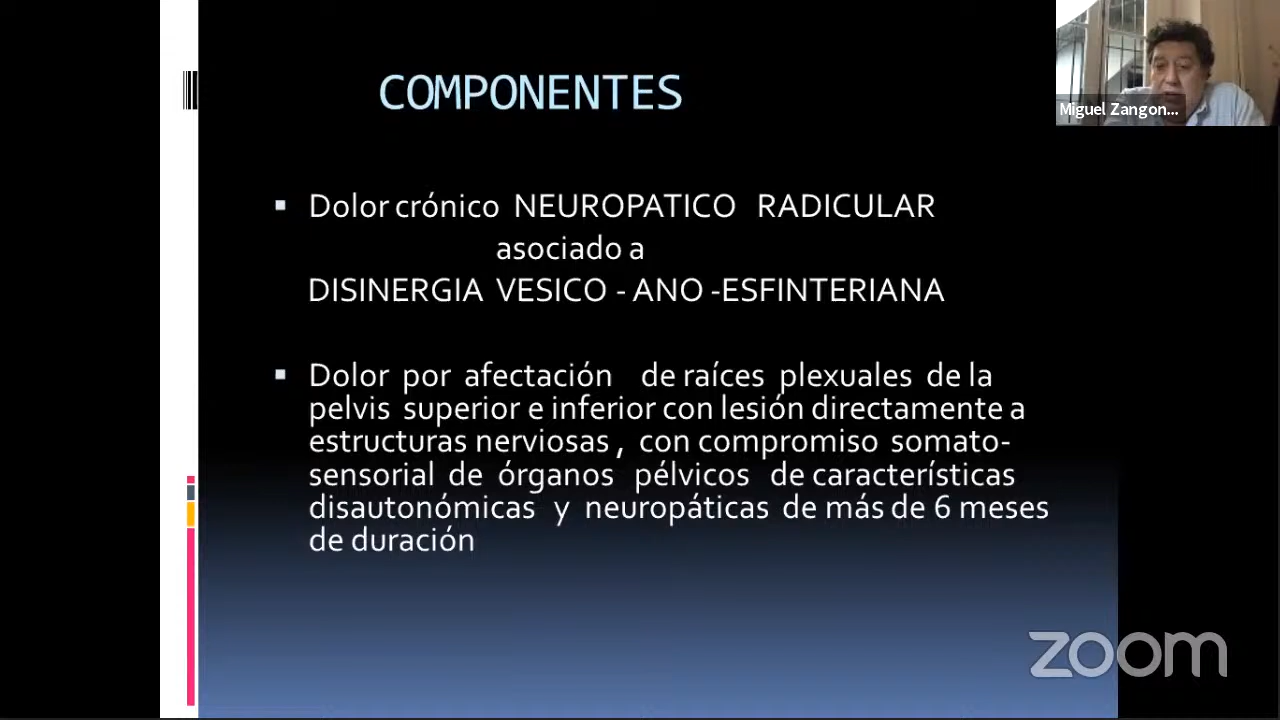 COMPONENTES
Miguel Zangon...
Dolor crónico NEUROPATICO RADICULAR
asociado a
DISINERGIA VESICO - ANO -ESFINTERIANA
Dolor por afectación de raíces plexuales de la
pelvis superior e inferior con lesión directamente a
estructuras nerviosas , con compromiso somato-
sensorial de órganos pélvicos de características
disautonómicas y neuropáticas de más de 6 meses
de duración
zoom